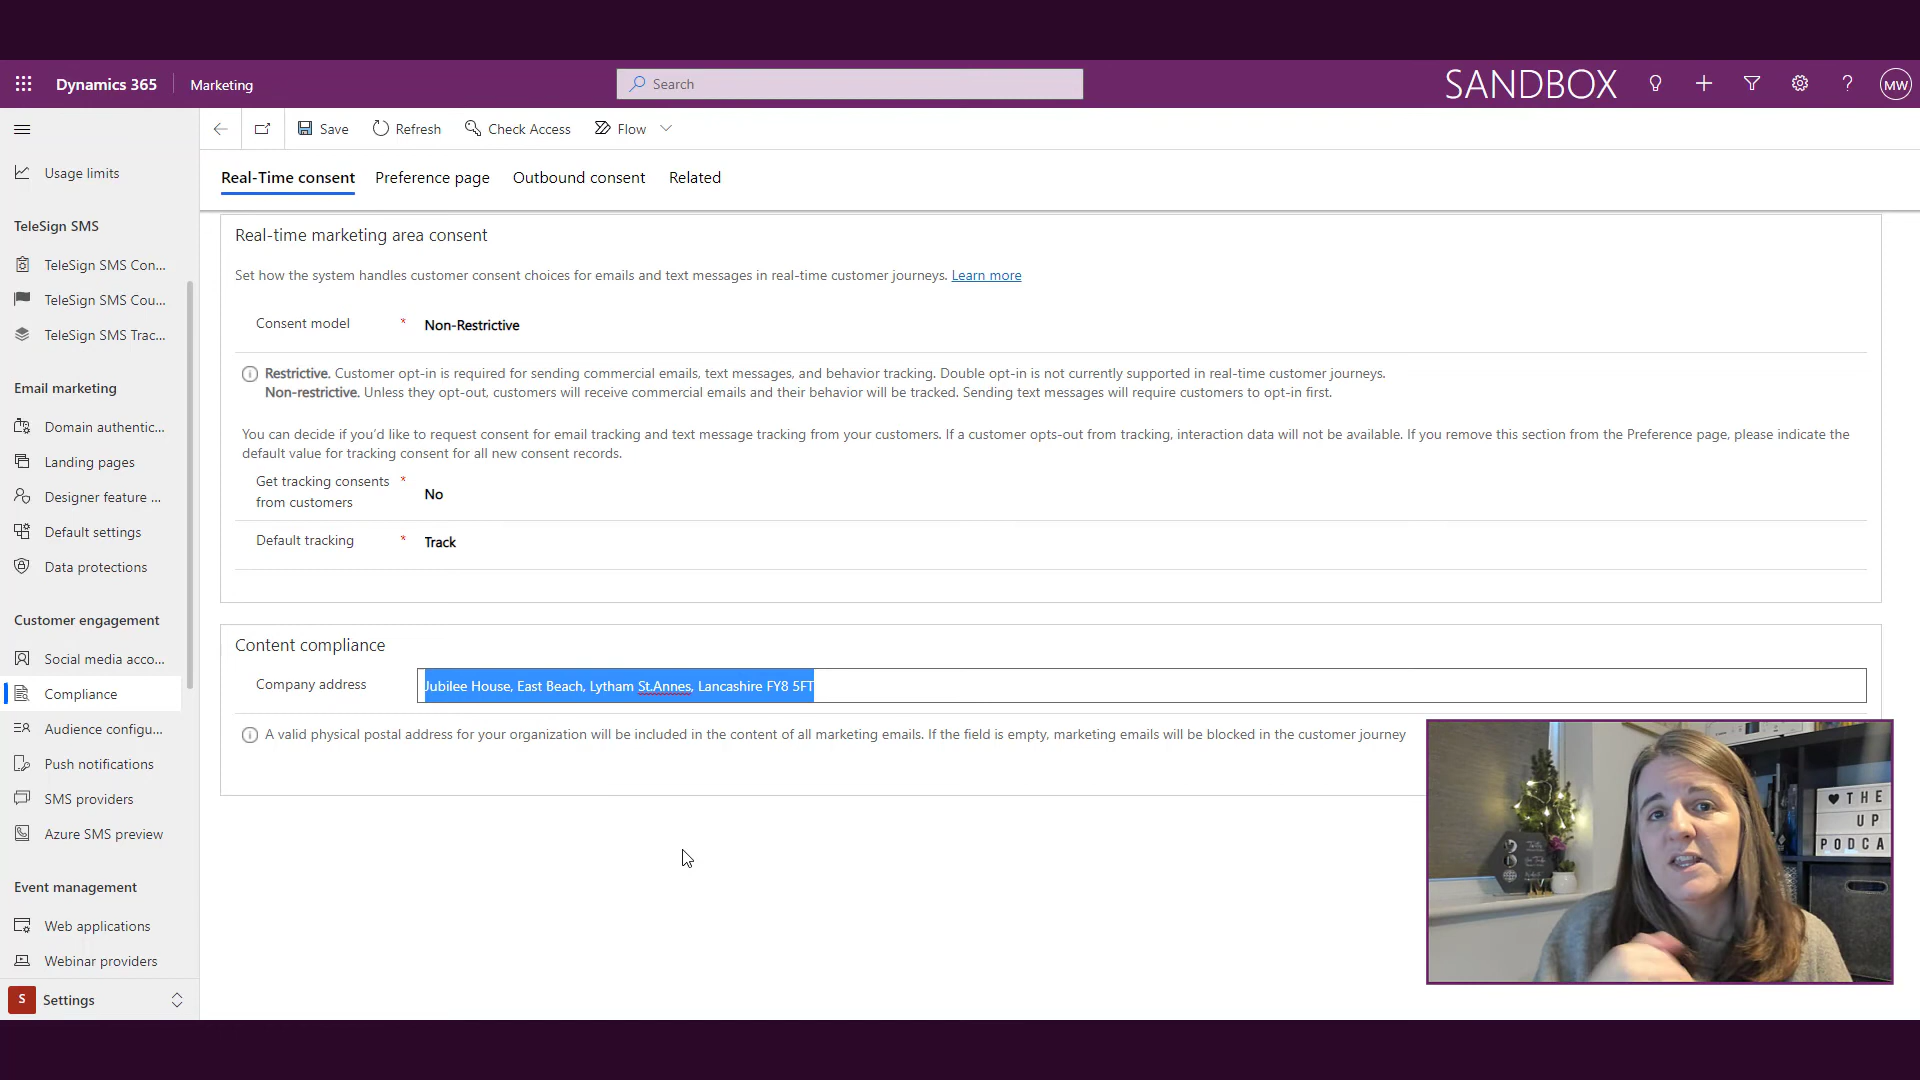 Dynamics 365
Marketing
Search
SANDBOX
MW
Save
Refresh
Check Access
Flow
Real-Time consent
Preference page
Outbound consent
Related
Usage limits
TeleSign SMS
TeleSign SMS Con...
TeleSign SMS Cou...
TeleSign SMS Trac...
Email marketing
Domain authentic...
Landing pages
Designer feature ...
Default settings
Data protections
Customer engagement
Social media acco...
Compliance
Audience configu...
Push notifications
SMS providers
Azure SMS preview
Event management
Web applications
Webinar providers
S
Settings
Real-time marketing area consent
Set how the system handles customer consent choices for emails and text messages in real-time customer journeys. Learn more
Consent model * Non-Restrictive
Restrictive. Customer opt-in is required for sending commercial emails, text messages, and behavior tracking. Double opt-in is not currently supported in real-time customer journeys.
Non-restrictive. Unless they opt-out, customers will receive commercial emails and their behavior will be tracked. Sending text messages will require customers to opt-in first.
You can decide if you'd like to request consent for email tracking and text message tracking from your customers. If a customer opts-out from tracking, interaction data will not be available. If you remove this section from the Preference page, please indicate the
default value for tracking consent for all new consent records.
Get tracking consents *
from customers
No
Default tracking * Track
Content compliance
Company address
Jubilee House, East Beach, Lytham St.Annes, Lancashire FY8 5FT
A valid physical postal address for your organization will be included in the content of all marketing emails. If the field is empty, marketing emails will be blocked in the customer journey
THE
UP
PODCA